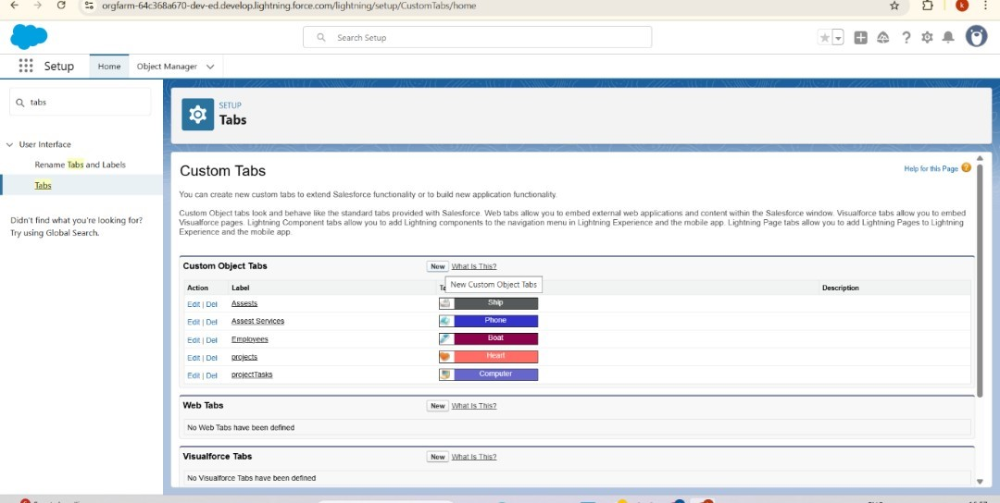 orgfarm-64c368a670-dev-ed.develop.lightning.force.com/lightning/setup/CustomTabs/home
k
Search Setup
Setup
Home
Object Manager
tabs
User Interface
Rename Tabs and Labels
Tabs
Didn't find what you're looking for?
Try using Global Search.
SETUP
Tabs
Custom Tabs
Help for this Page ?
You can create new custom tabs to extend Salesforce functionality or to build new application functionality.
Custom Object tabs look and behave like the standard tabs provided with Salesforce. Web tabs allow you to embed external web applications and content within the Salesforce window. Visualforce tabs allow you to embed
Visualforce pages. Lightning Component tabs allow you to add Lightning components to the navigation menu in Lightning Experience and the mobile app. Lightning Page tabs allow you to add Lightning Pages to Lightning
Experience and the mobile app.
Custom Object Tabs New What Is This?
New Custom Object Tabs
Action Label Description
Edit | Del Assests Ship
Edit | Del Assest Services Phone
Edit | Del Employees Boat
Edit | Del projects Heart
Edit | Del projectTasks Computer
Web Tabs New What Is This?
No Web Tabs have been defined
Visualforce Tabs New What Is This?
No Visualforce Tabs have been defined